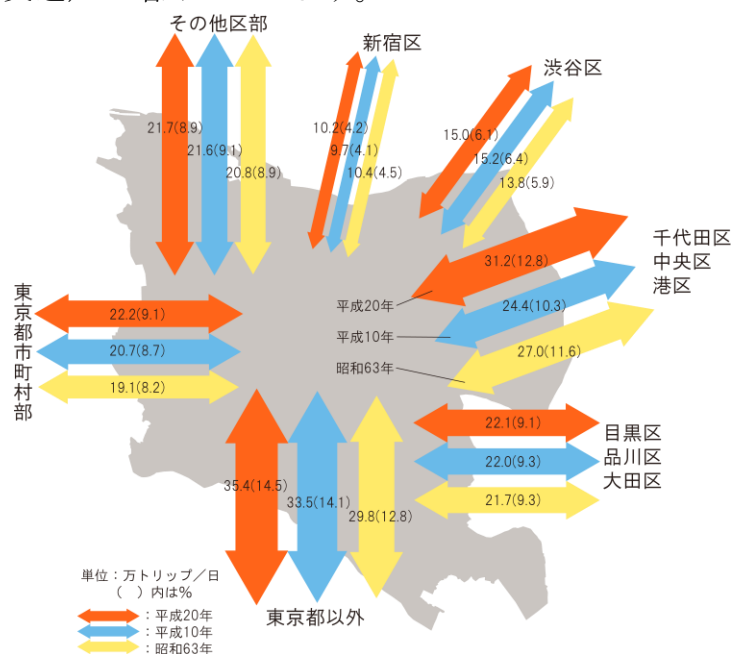 その他区部
新宿区
渋谷区
21.7(8.9)
21.6(9.1)
20.8(8.9)
10.2(4.2)
9.7(4.1)
10.4(4.5)
15.0(6.1)
15.2(6.4)
13.8(5.9)
千代田区
中央区
港区
31.2(12.8)
24.4(10.3)
27.0(11.6)
平成20年
平成10年
昭和63年
東京都市町村部
22.2(9.1)
20.7(8.7)
19.1(8.2)
目黒区
品川区
大田区
22.1(9.1)
22.0(9.3)
21.7(9.3)
35.4(14.5)
33.5(14.1)
29.8(12.8)
東京都以外
単位：万トリップ／日
(　)内は%
：平成20年
：平成10年
：昭和63年